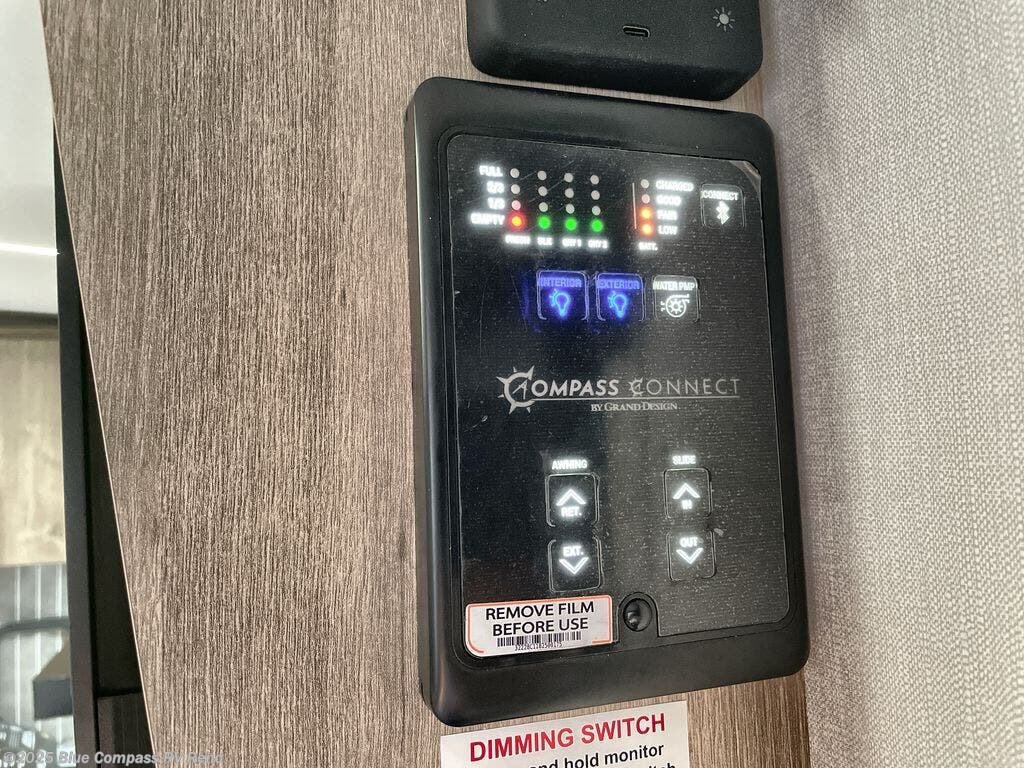 FULL
2/3
1/3
EMPTY
FRESH BLK GRY 1 GRY 2
CHARGED
GOOD
FAIR
LOW
BATT.
CONNECT
INTERIOR EXTERIOR WATER PMP
COMPASS CONNECT
BY GRAND DESIGN
AWNING SLIDE
RET. IN
EXT. OUT
REMOVE FILM
BEFORE USE
DIMMING SWITCH
and hold monitor
©2025 Blue Compass RV Reno